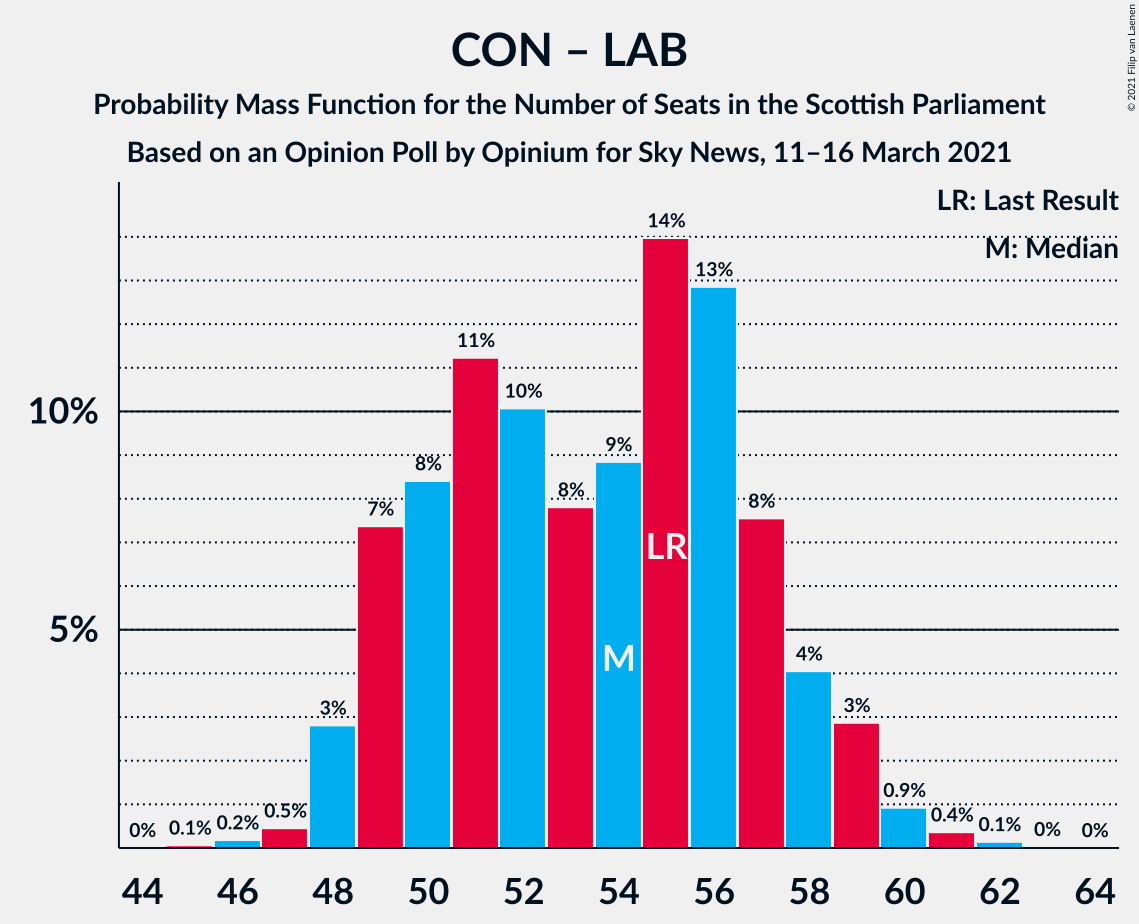 CON – LAB
Probability Mass Function for the Number of Seats in the Scottish Parliament
Based on an Opinion Poll by Opinium for Sky News, 11–16 March 2021
© 2021 Filip van Laenen
LR: Last Result
M: Median
10%
5%
0%
0.1%
0.2%
0.5%
3%
7%
8%
11%
10%
8%
9%
14%
13%
8%
4%
3%
0.9%
0.4%
0.1%
0%
0%
LR
M
44 46 48 50 52 54 56 58 60 62 64